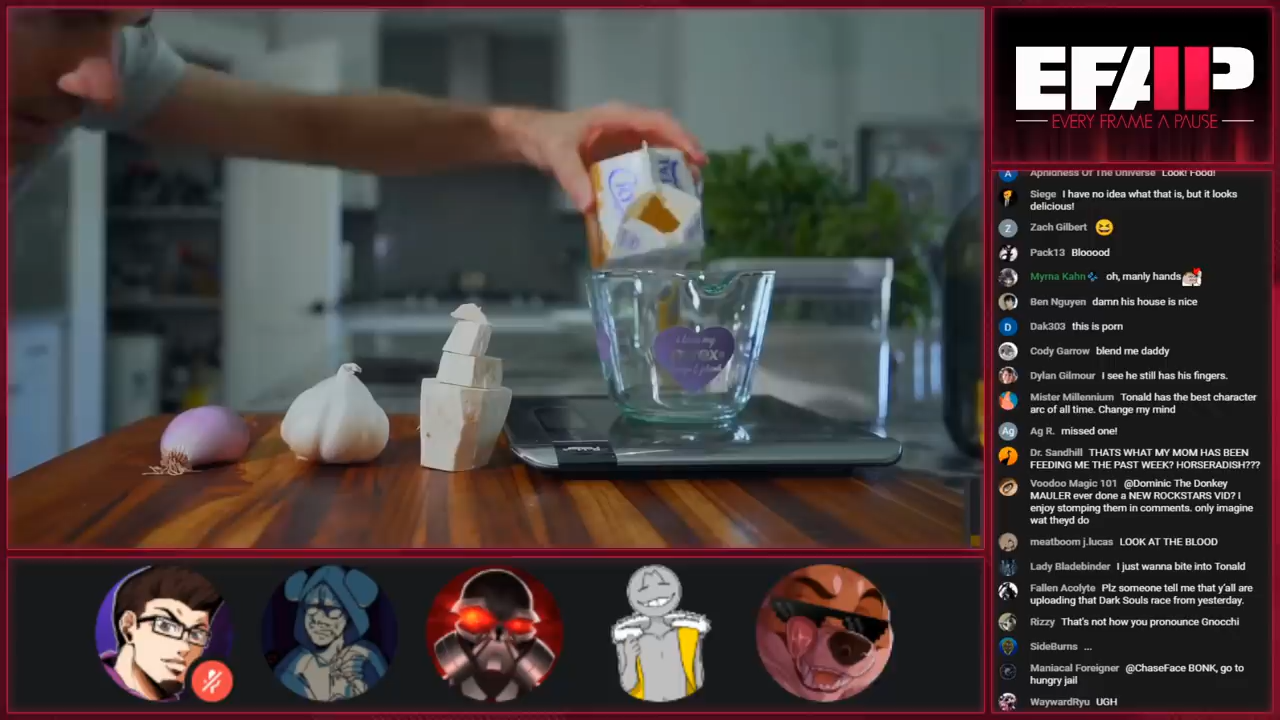 I love my
pyrex
EFAP
EVERY FRAME A PAUSE
Aphidness Of The Universe Look! Food!
Siege I have no idea what that is, but it looks
delicious!
Zach Gilbert
Pack13 Blooood
Myrna Kahn oh, manly hands
Ben Nguyen damn his house is nice
Dak303 this is porn
Cody Garrow blend me daddy
Dylan Gilmour I see he still has his fingers.
Mister Millennium Tonald has the best character
arc of all time. Change my mind
Ag R. missed one!
Dr. Sandhill THATS WHAT MY MOM HAS BEEN
FEEDING ME THE PAST WEEK? HORSERADISH???
Voodoo Magic 101 @Dominic The Donkey
MAULER ever done a NEW ROCKSTARS VID? I
enjoy stomping them in comments. only imagine
wat theyd do
meatboom j.lucas LOOK AT THE BLOOD
Lady Bladebinder I just wanna bite into Tonald
Fallen Acolyte Plz someone tell me that y'all are
uploading that Dark Souls race from yesterday.
Rizzy That's not how you pronounce Gnocchi
SideBurns ...
Maniacal Foreigner @ChaseFace BONK, go to
hungry jail
WaywardRyu UGH
A
Z
D
Ag